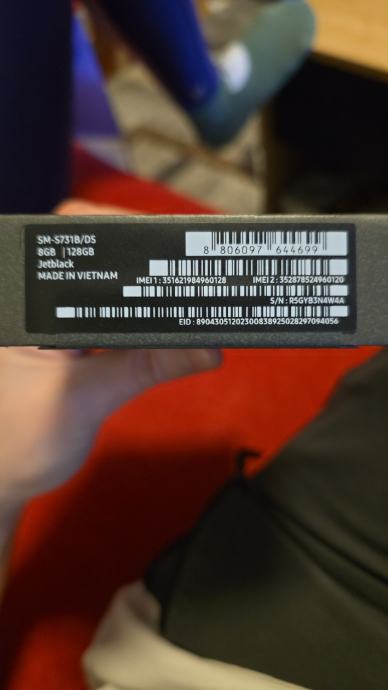 SM-S731B/DS
8GB | 128GB
Jetblack
MADE IN VIETNAM
8 806097 644699
IMEI 1 : 351621984960128 IMEI 2 : 352878524960120
S/N : R5GYB3N4W4A
EID : 89043051202300838925028297094056